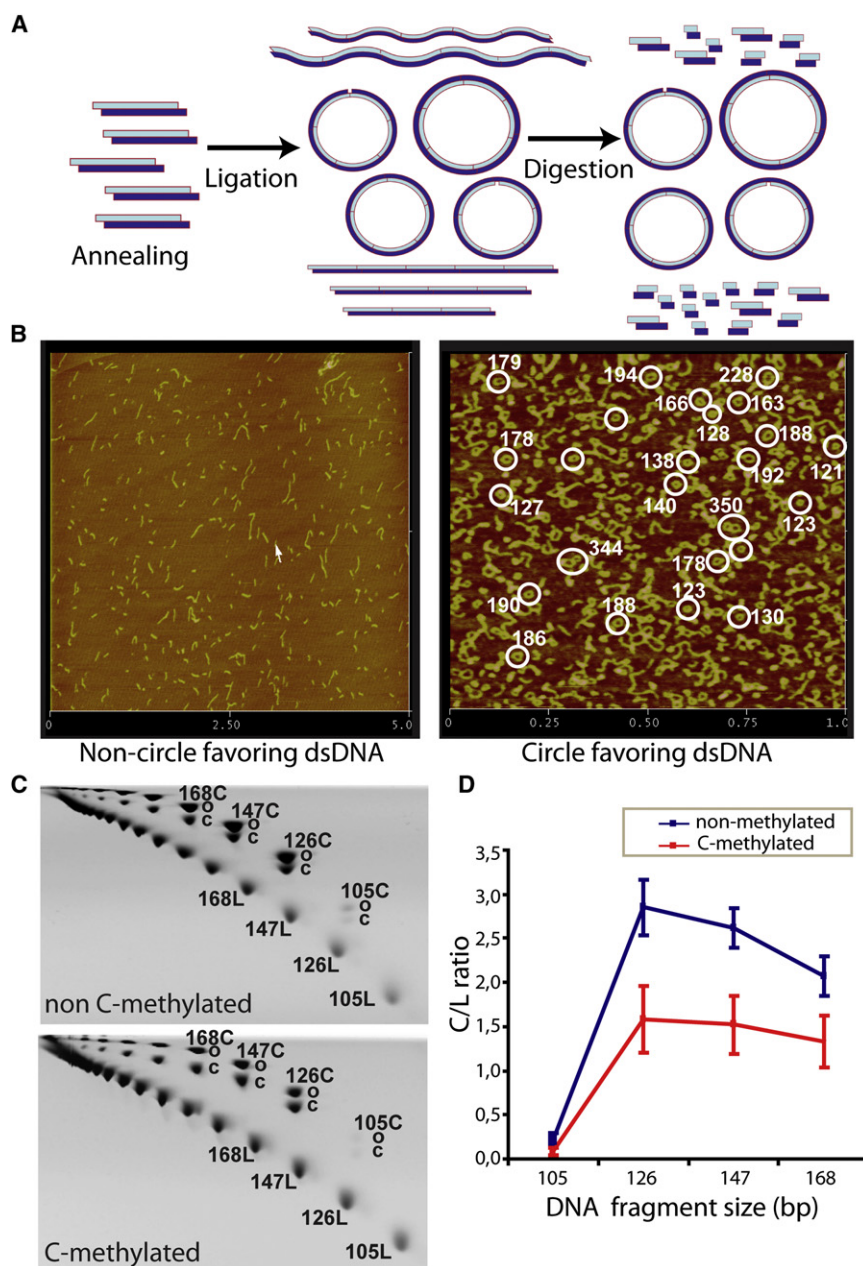 A
Annealing
Ligation
Digestion
B
0
2.50
5.0
Non-circle favoring dsDNA
179
194
228
166
163
128
188
178
138
192
121
127
140
123
350
344
178
190
188
123
130
186
0
0.25
0.50
0.75
1.0
Circle favoring dsDNA
C
168C
o
c
147C
o
c
126C
o
c
105C
o
c
168L
147L
126L
105L
non C-methylated
168C
o
c
147C
o
c
126C
o
c
105C
o
c
168L
147L
126L
105L
C-methylated
D
non-methylated
C-methylated
C/L ratio
3,5
3,0
2,5
2,0
1,5
1,0
0,5
0,0
105
126
147
168
DNA fragment size (bp)